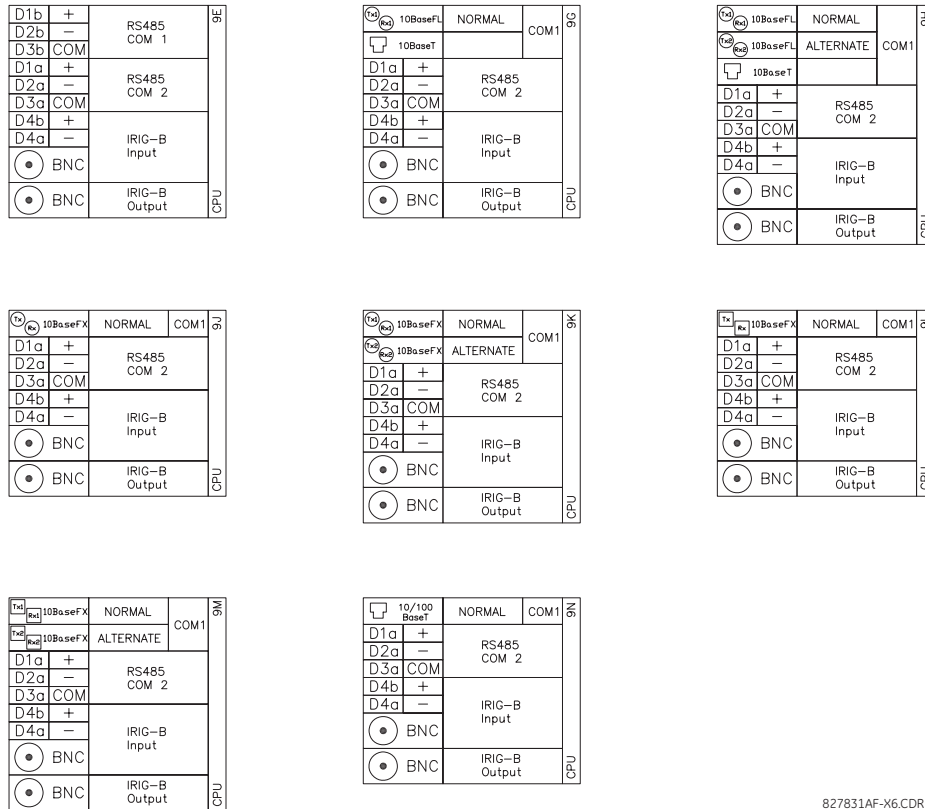 D1b + RS485 COM 1 9E
D2b −
D3b COM
D1a + RS485 COM 2
D2a −
D3a COM
D4b + IRIG−B Input
D4a −
BNC
BNC IRIG−B Output CPU
Tx1 Rx1 10BaseFL NORMAL COM1 9G
10BaseT
D1a + RS485 COM 2
D2a −
D3a COM
D4b + IRIG−B Input
D4a −
BNC
BNC IRIG−B Output CPU
Tx1 Rx1 10BaseFL NORMAL COM1
Tx2 Rx2 10BaseFL ALTERNATE
10BaseT
D1a + RS485 COM 2
D2a −
D3a COM
D4b + IRIG−B Input
D4a −
BNC
BNC IRIG−B Output
Tx Rx 10BaseFX NORMAL COM1 9J
D1a + RS485 COM 2
D2a −
D3a COM
D4b + IRIG−B Input
D4a −
BNC
BNC IRIG−B Output CPU
Tx1 Rx1 10BaseFX NORMAL COM1 9K
Tx2 Rx2 10BaseFX ALTERNATE
D1a + RS485 COM 2
D2a −
D3a COM
D4b + IRIG−B Input
D4a −
BNC
BNC IRIG−B Output CPU
Tx Rx 10BaseFX NORMAL COM1
D1a + RS485 COM 2
D2a −
D3a COM
D4b + IRIG−B Input
D4a −
BNC
BNC IRIG−B Output
Tx1 Rx1 10BaseFX NORMAL COM1 9M
Tx2 Rx2 10BaseFX ALTERNATE
D1a + RS485 COM 2
D2a −
D3a COM
D4b + IRIG−B Input
D4a −
BNC
BNC IRIG−B Output CPU
10/100 BaseT NORMAL COM1 9N
D1a + RS485 COM 2
D2a −
D3a COM
D4b + IRIG−B Input
D4a −
BNC
BNC IRIG−B Output CPU
827831AF-X6.CDR